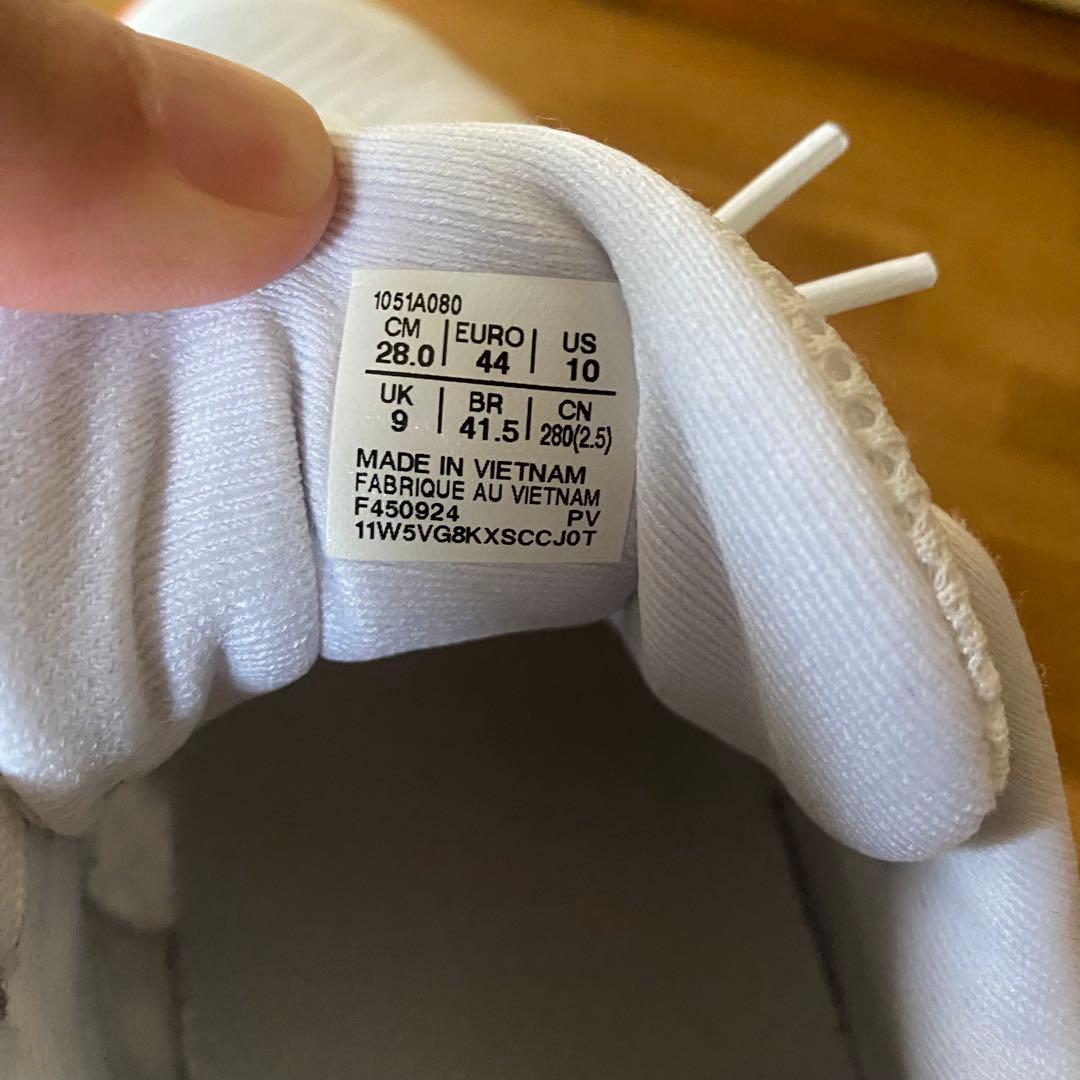 1051A080
CM EURO US
28.0 44 10
UK BR CN
9 41.5 280(2.5)
MADE IN VIETNAM
FABRIQUE AU VIETNAM
F450924 PV
11W5VG8KXSCCJ0T